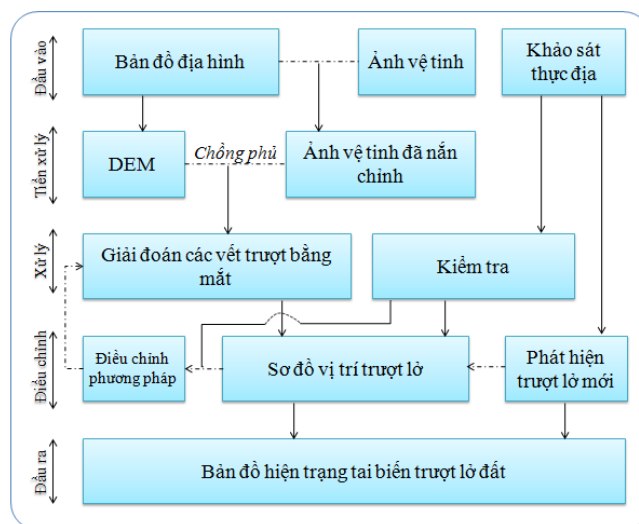 Đầu vào
Bản đồ địa hình
Ảnh vệ tinh
Khảo sát
thực địa
Tiền xử lý
DEM
Chồng phủ
Ảnh vệ tinh đã nắn
chỉnh
Xử lý
Giải đoán các vết trượt bằng
mắt
Kiểm tra
Điều chỉnh
Điều chỉnh
phương pháp
Sơ đồ vị trí trượt lở
Phát hiện
trượt lở mới
Đầu ra
Bản đồ hiện trạng tai biến trượt lở đất